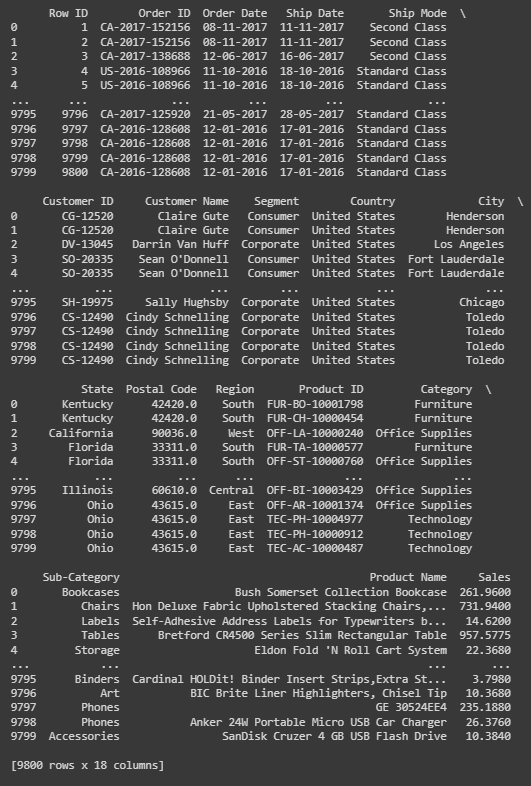 Row ID Order ID Order Date Ship Date Ship Mode \
0 1 CA-2017-152156 08-11-2017 11-11-2017 Second Class
1 2 CA-2017-152156 08-11-2017 11-11-2017 Second Class
2 3 CA-2017-138688 12-06-2017 16-06-2017 Second Class
3 4 US-2016-108966 11-10-2016 18-10-2016 Standard Class
4 5 US-2016-108966 11-10-2016 18-10-2016 Standard Class
... ... ... ... ... ...
9795 9796 CA-2017-125920 21-05-2017 28-05-2017 Standard Class
9796 9797 CA-2016-128608 12-01-2016 17-01-2016 Standard Class
9797 9798 CA-2016-128608 12-01-2016 17-01-2016 Standard Class
9798 9799 CA-2016-128608 12-01-2016 17-01-2016 Standard Class
9799 9800 CA-2016-128608 12-01-2016 17-01-2016 Standard Class
Customer ID Customer Name Segment Country City \
0 CG-12520 Claire Gute Consumer United States Henderson
1 CG-12520 Claire Gute Consumer United States Henderson
2 DV-13045 Darrin Van Huff Corporate United States Los Angeles
3 SO-20335 Sean O'Donnell Consumer United States Fort Lauderdale
4 SO-20335 Sean O'Donnell Consumer United States Fort Lauderdale
... ... ... ... ... ...
9795 SH-19975 Sally Hughsby Corporate United States Chicago
9796 CS-12490 Cindy Schnelling Corporate United States Toledo
9797 CS-12490 Cindy Schnelling Corporate United States Toledo
9798 CS-12490 Cindy Schnelling Corporate United States Toledo
9799 CS-12490 Cindy Schnelling Corporate United States Toledo
State Postal Code Region Product ID Category \
0 Kentucky 42420.0 South FUR-BO-10001798 Furniture
1 Kentucky 42420.0 South FUR-CH-10000454 Furniture
2 California 90036.0 West OFF-LA-10000240 Office Supplies
3 Florida 33311.0 South FUR-TA-10000577 Furniture
4 Florida 33311.0 South OFF-ST-10000760 Office Supplies
... ... ... ... ... ...
9795 Illinois 60610.0 Central OFF-BI-10003429 Office Supplies
9796 Ohio 43615.0 East OFF-AR-10001374 Office Supplies
9797 Ohio 43615.0 East TEC-PH-10004977 Technology
9798 Ohio 43615.0 East TEC-PH-10000912 Technology
9799 Ohio 43615.0 East TEC-AC-10000487 Technology
Sub-Category Product Name Sales
0 Bookcases Bush Somerset Collection Bookcase 261.9600
1 Chairs Hon Deluxe Fabric Upholstered Stacking Chairs,... 731.9400
2 Labels Self-Adhesive Address Labels for Typewriters b... 14.6200
3 Tables Bretford CR4500 Series Slim Rectangular Table 957.5775
4 Storage Eldon Fold 'N Roll Cart System 22.3680
... ... ... ...
9795 Binders Cardinal HOLDit! Binder Insert Strips,Extra St... 3.7980
9796 Art BIC Brite Liner Highlighters, Chisel Tip 10.3680
9797 Phones GE 30524EE4 235.1880
9798 Phones Anker 24W Portable Micro USB Car Charger 26.3760
9799 Accessories SanDisk Cruzer 4 GB USB Flash Drive 10.3840
[9800 rows x 18 columns]